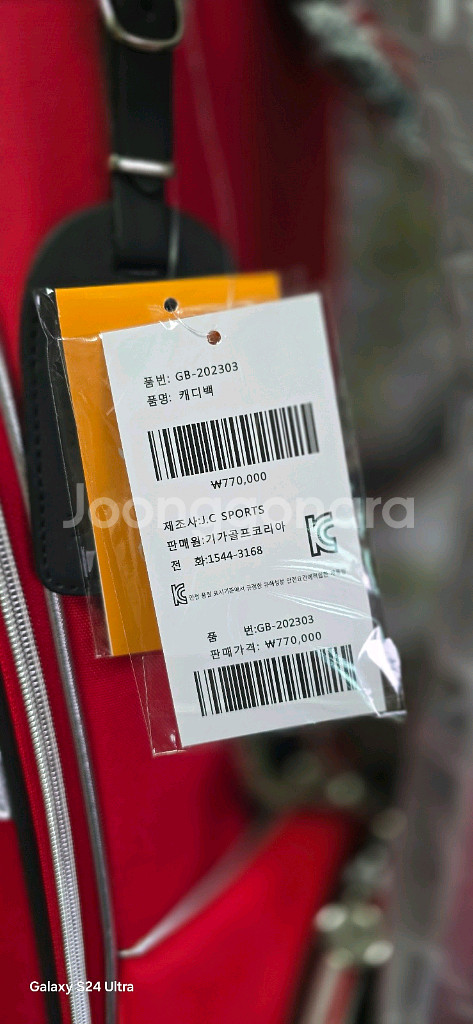 품번: GB-202303
품명: 캐디백
₩770,000
Joonggonara
제조사:J.C SPORTS
판매원:기가골프코리아
전 화:1544-3168
품 번:GB-202303
판매가격: ₩770,000
Galaxy S24 Ultra